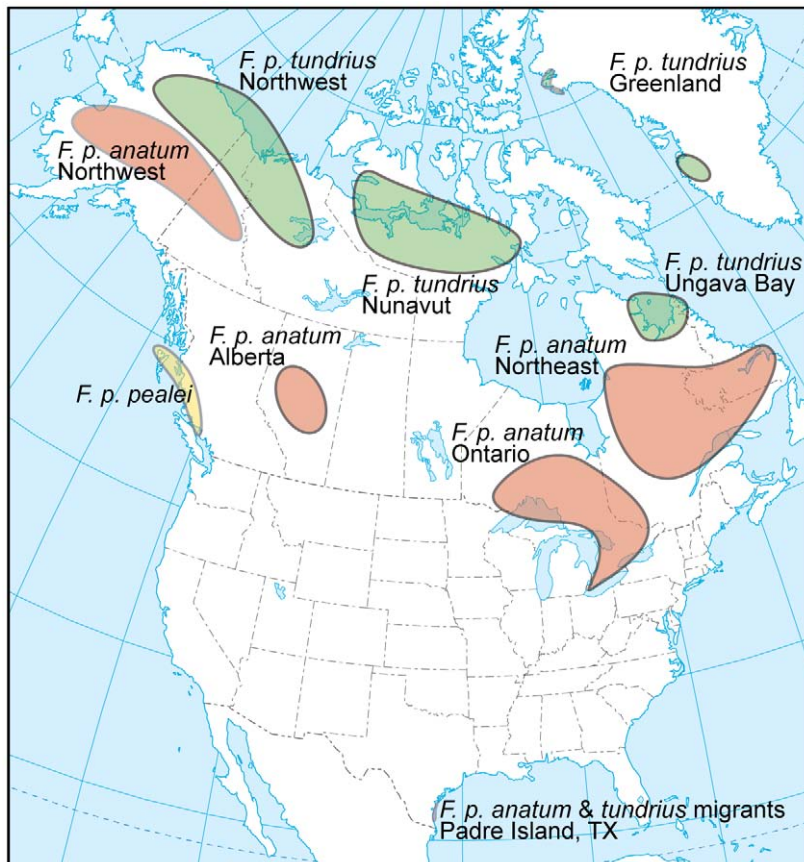 F. p. tundrius
Northwest
F. p. tundrius
Greenland
F. p. anatum
Northwest
F. p. tundrius
Nunavut
F. p. tundrius
Ungava Bay
F. p. anatum
Alberta
F. p. anatum
Northeast
F. p. pealei
F. p. anatum
Ontario
F. p. anatum & tundrius migrants
Padre Island, TX